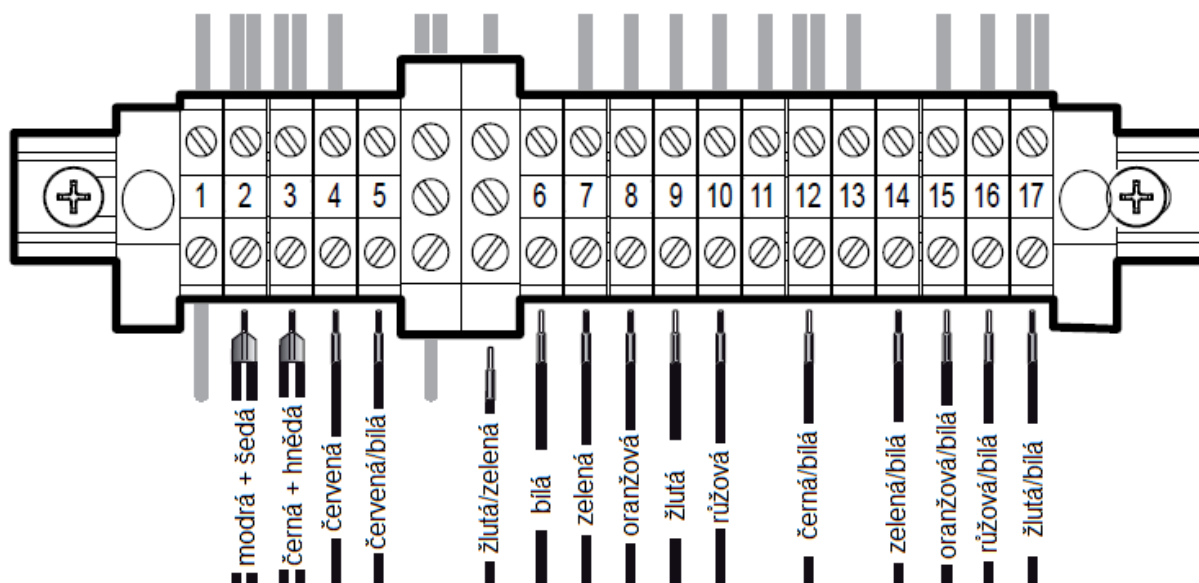 1 2 3 4 5 6 7 8 9 10 11 12 13 14 15 16 17
modrá + šedá
černá + hnědá
červená
červená/bílá
žlutá/zelená
bílá
zelená
oranžová
žlutá
růžová
černá/bílá
zelená/bílá
oranžová/bílá
růžová/bílá
žlutá/bílá